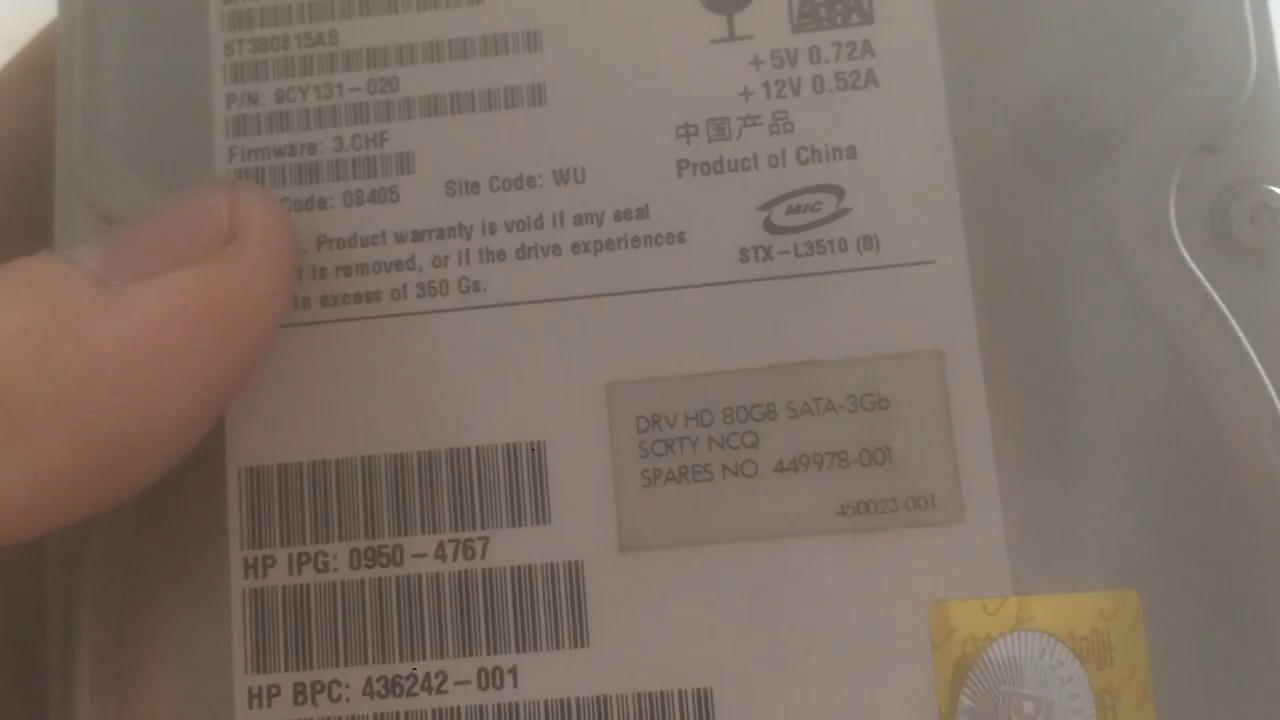 ST380815AS
P/N: 9CY131-020
Firmware: 3.CHF
Code: 08405
Site Code: WU
Product warranty is void if any seal
is removed, or if the drive experiences
in excess of 350 Gs.
+5V 0.72A
+12V 0.52A
中国产品
Product of China
MIC
STX-L3510 (B)
DRV HD 80GB SATA-3Gb
SCRTY NCQ
SPARES NO. 449978-001
450023-001
HP IPG: 0950-4767
HP BPC: 436242-001